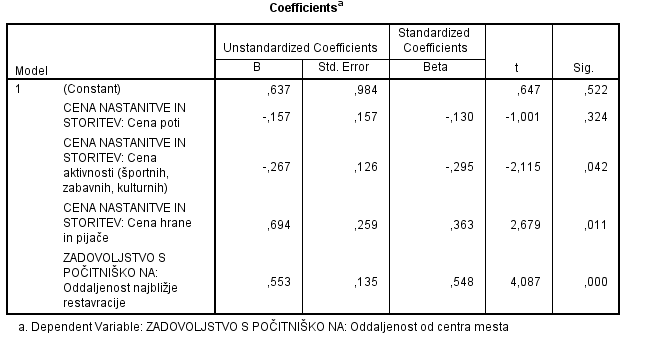 Coefficientsa
Unstandardized Coefficients Standardized Coefficients
Model B Std. Error Beta t Sig.
1 (Constant) ,637 ,984 ,647 ,522
CENA NASTANITVE IN
STORITEV: Cena poti -,157 ,157 -,130 -1,001 ,324
CENA NASTANITVE IN
STORITEV: Cena
aktivnosti (športnih,
zabavnih, kulturnih) -,267 ,126 -,295 -2,115 ,042
CENA NASTANITVE IN
STORITEV: Cena hrane
in pijače ,694 ,259 ,363 2,679 ,011
ZADOVOLJSTVO S
POČITNIŠKO NA:
Oddaljenost najbližje
restavracije ,553 ,135 ,548 4,087 ,000
a. Dependent Variable: ZADOVOLJSTVO S POČITNIŠKO NA: Oddaljenost od centra mesta